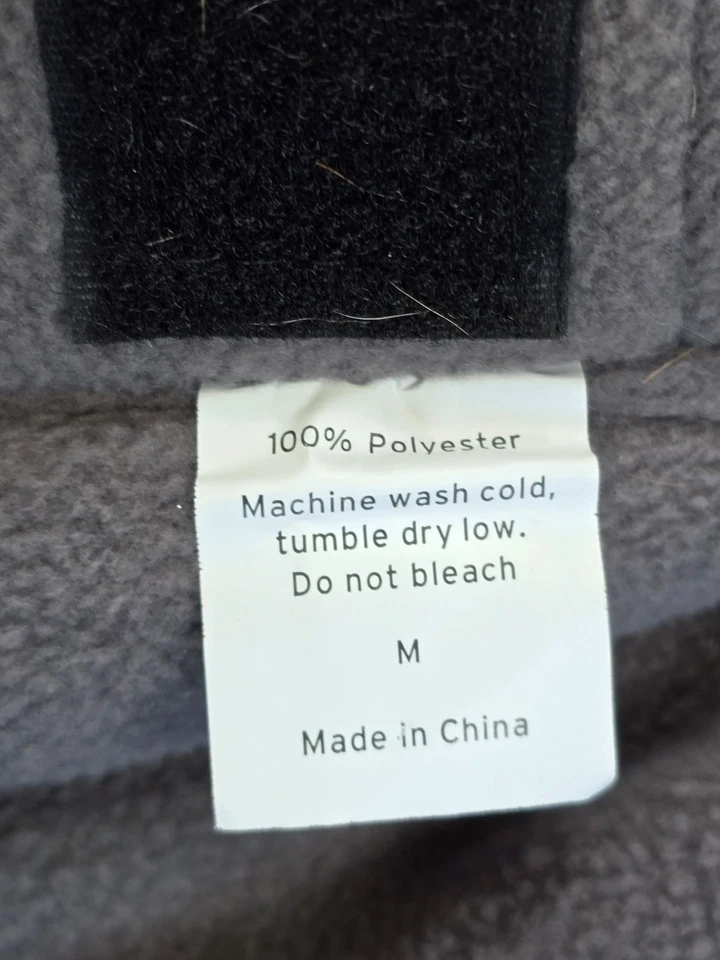 100% Polyester
Machine wash cold,
tumble dry low.
Do not bleach
M
Made in China